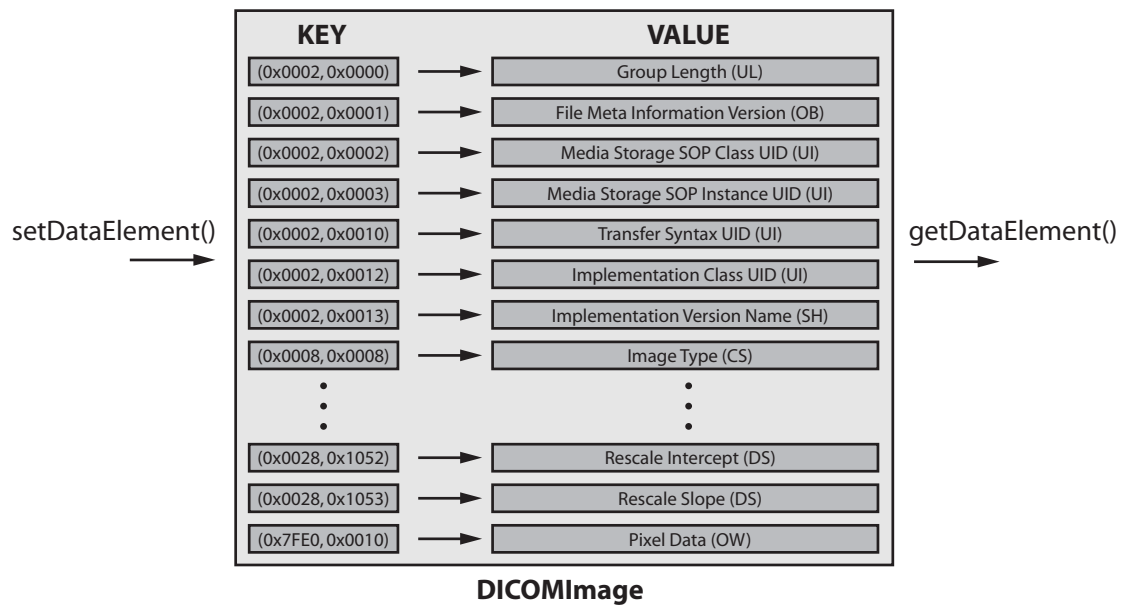 KEY VALUE
(0x0002, 0x0000) Group Length (UL)
(0x0002, 0x0001) File Meta Information Version (OB)
(0x0002, 0x0002) Media Storage SOP Class UID (UI)
(0x0002, 0x0003) Media Storage SOP Instance UID (UI)
setDataElement() (0x0002, 0x0010) Transfer Syntax UID (UI) getDataElement()
(0x0002, 0x0012) Implementation Class UID (UI)
(0x0002, 0x0013) Implementation Version Name (SH)
(0x0008, 0x0008) Image Type (CS)
(0x0028, 0x1052) Rescale Intercept (DS)
(0x0028, 0x1053) Rescale Slope (DS)
(0x7FE0, 0x0010) Pixel Data (OW)
DICOMImage